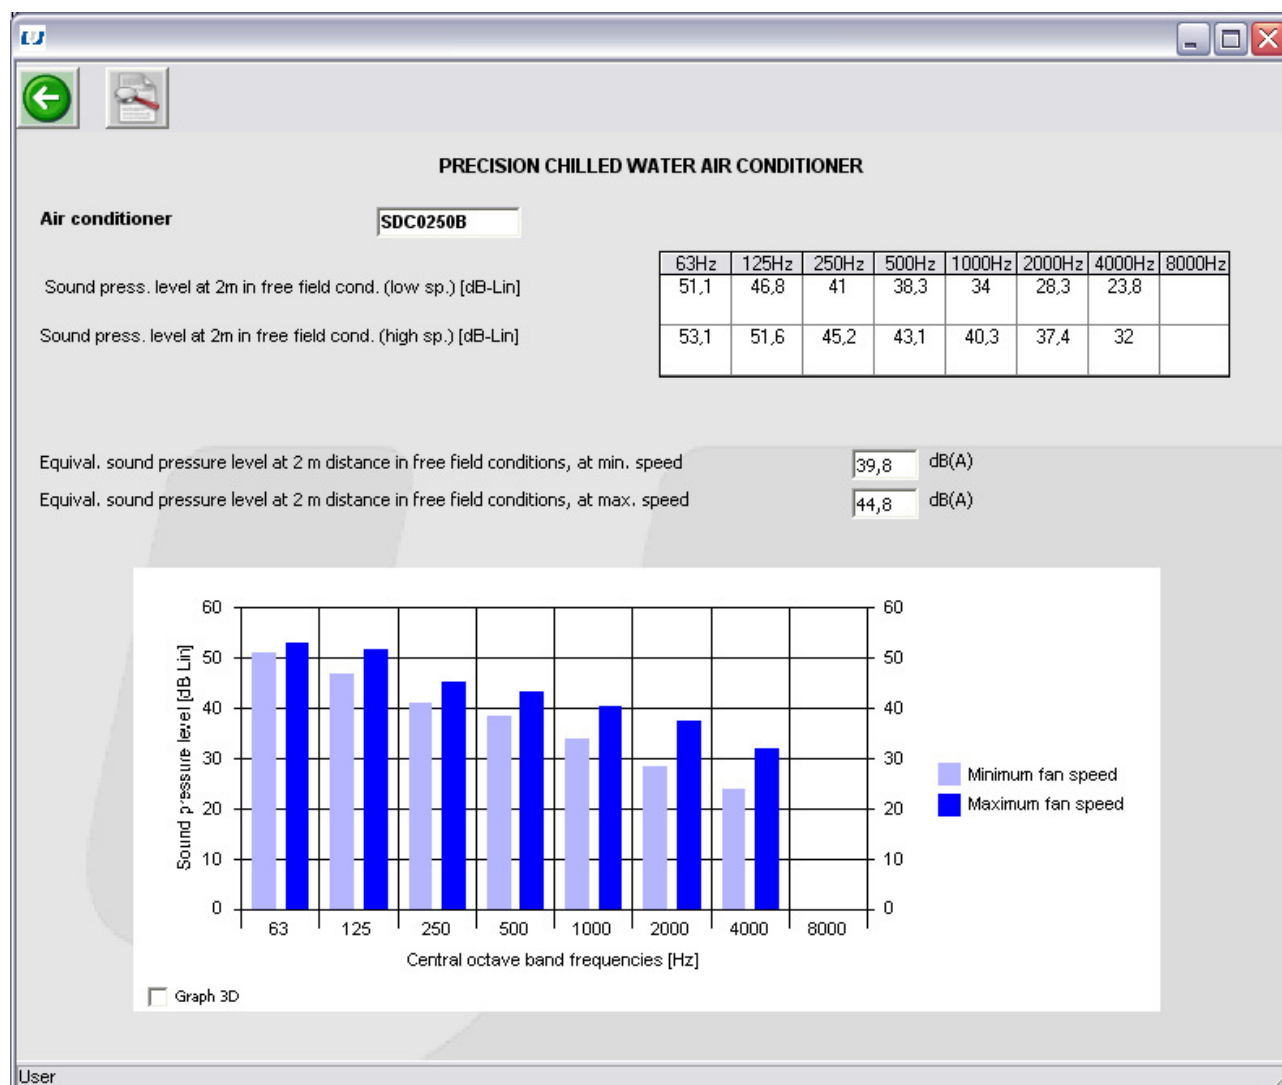 PRECISION CHILLED WATER AIR CONDITIONER
Air conditioner SDC0250B
63Hz 125Hz 250Hz 500Hz 1000Hz 2000Hz 4000Hz 8000Hz
Sound press. level at 2m in free field cond. (low sp.) [dB-Lin] 51,1 46,8 41 38,3 34 28,3 23,8
Sound press. level at 2m in free field cond. (high sp.) [dB-Lin] 53,1 51,6 45,2 43,1 40,3 37,4 32
Equival. sound pressure level at 2 m distance in free field conditions, at min. speed 39,8 dB(A)
Equival. sound pressure level at 2 m distance in free field conditions, at max. speed 44,8 dB(A)
Sound pressure level [dB Lin]
60 60
50 50
40 40
30 30
20 20
10 10
0 0
Minimum fan speed
Maximum fan speed
63 125 250 500 1000 2000 4000 8000
Central octave band frequencies [Hz]
Graph 3D
User